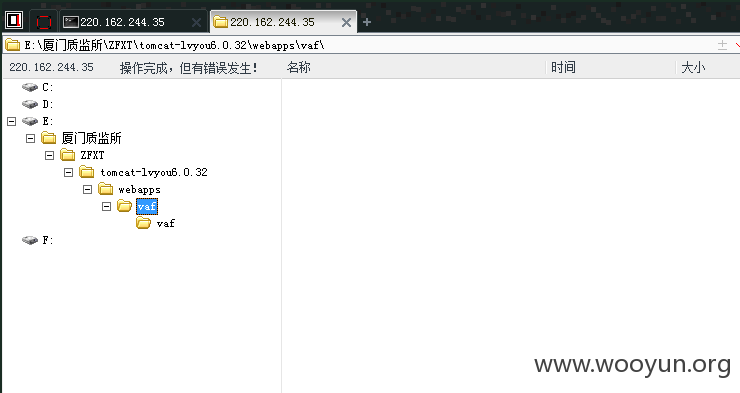 220.162.244.35 220.162.244.35
E:\厦门质监所\ZFXT\tomcat-lvyou6.0.32\webapps\vaf\
220.162.244.35 操作完成，但有错误发生! 名称 时间 大小
C:
D:
E:
厦门质监所
ZFXT
tomcat-lvyou6.0.32
webapps
vaf
vaf
F:
www.wooyun.org